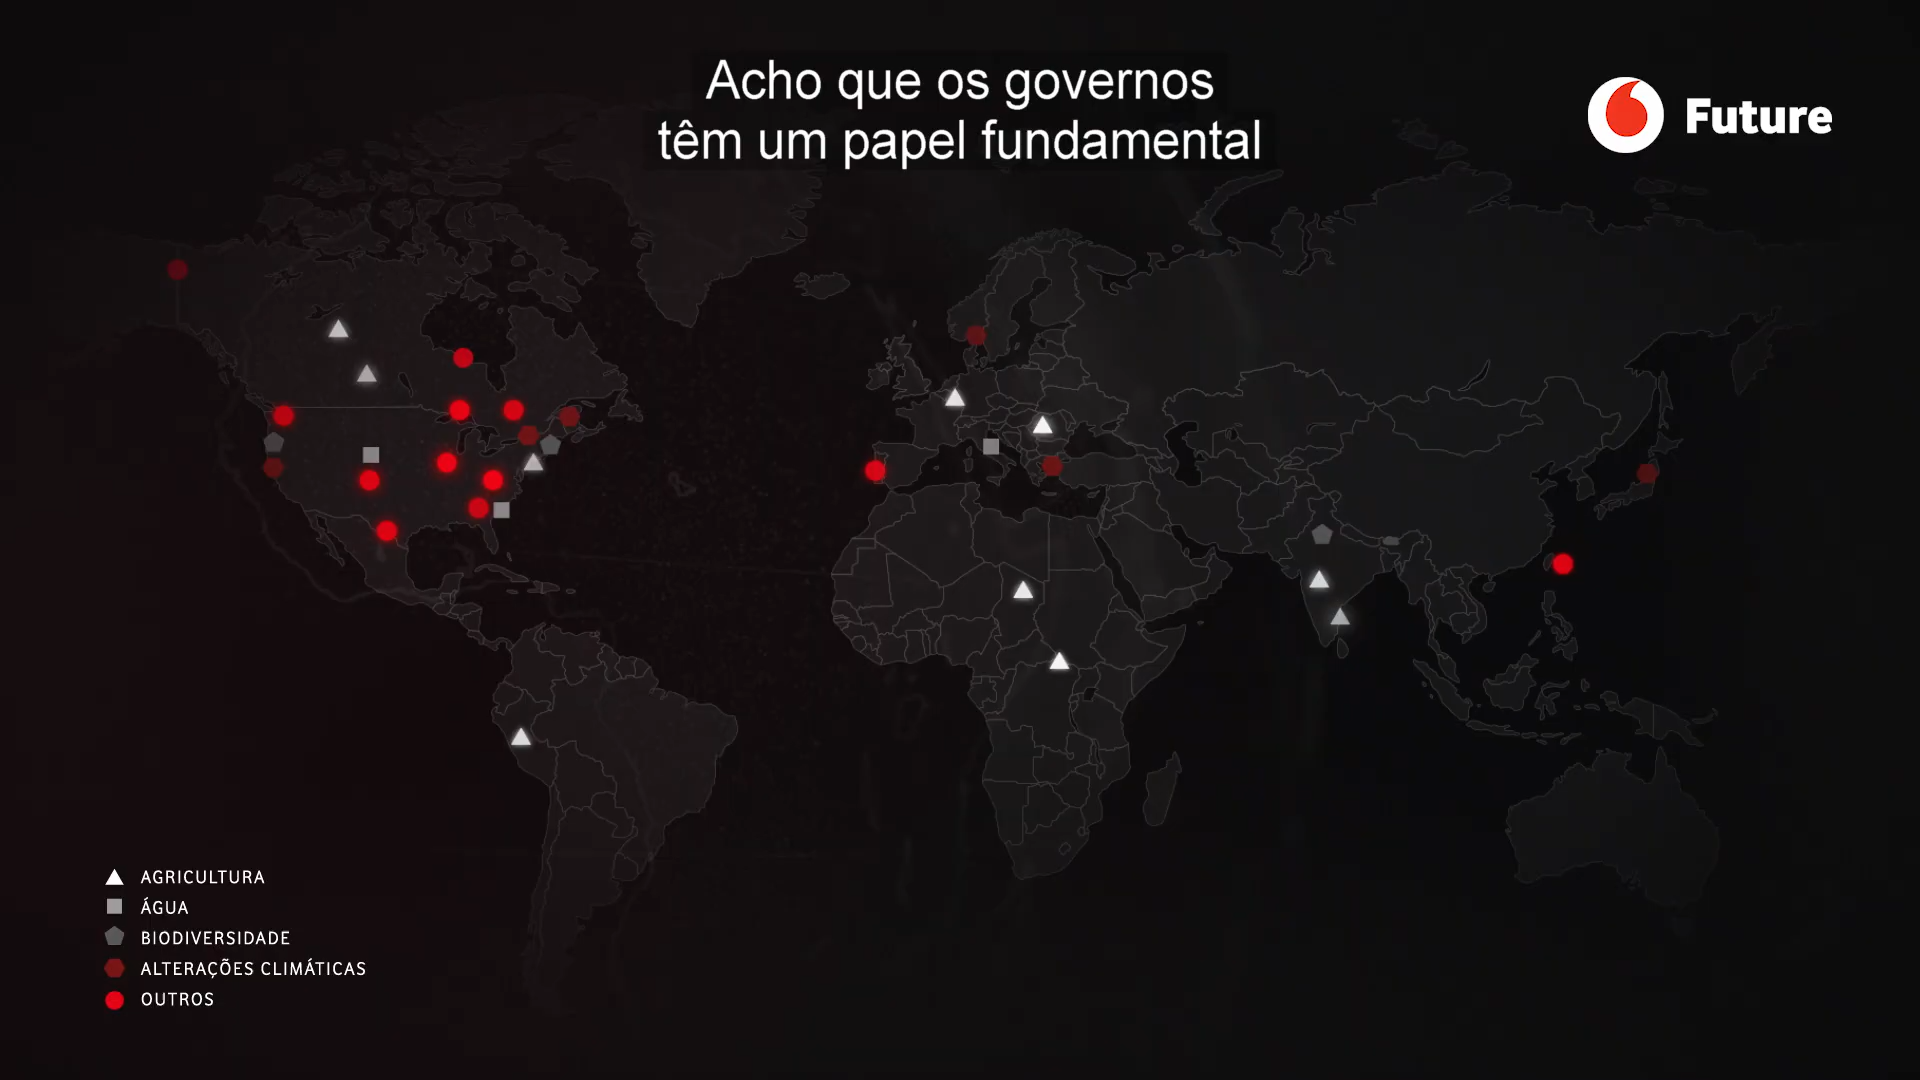 Acho que os governos
têm um papel fundamental
Future
AGRICULTURA
ÁGUA
BIODIVERSIDADE
ALTERAÇÕES CLIMÁTICAS
OUTROS